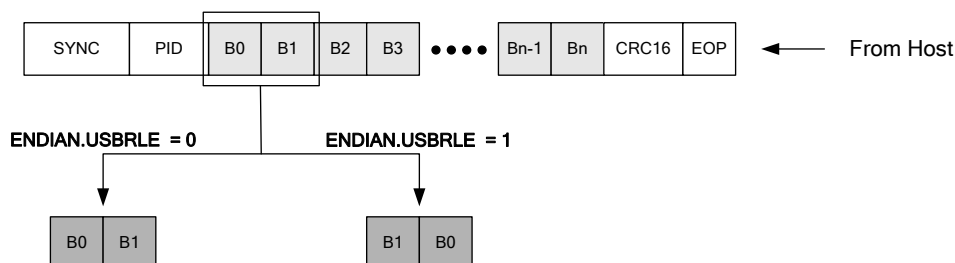 SYNC PID B0 B1 B2 B3 •••• Bn-1 Bn CRC16 EOP From Host
ENDIAN.USBRLE = 0 ENDIAN.USBRLE = 1
B0 B1 B1 B0